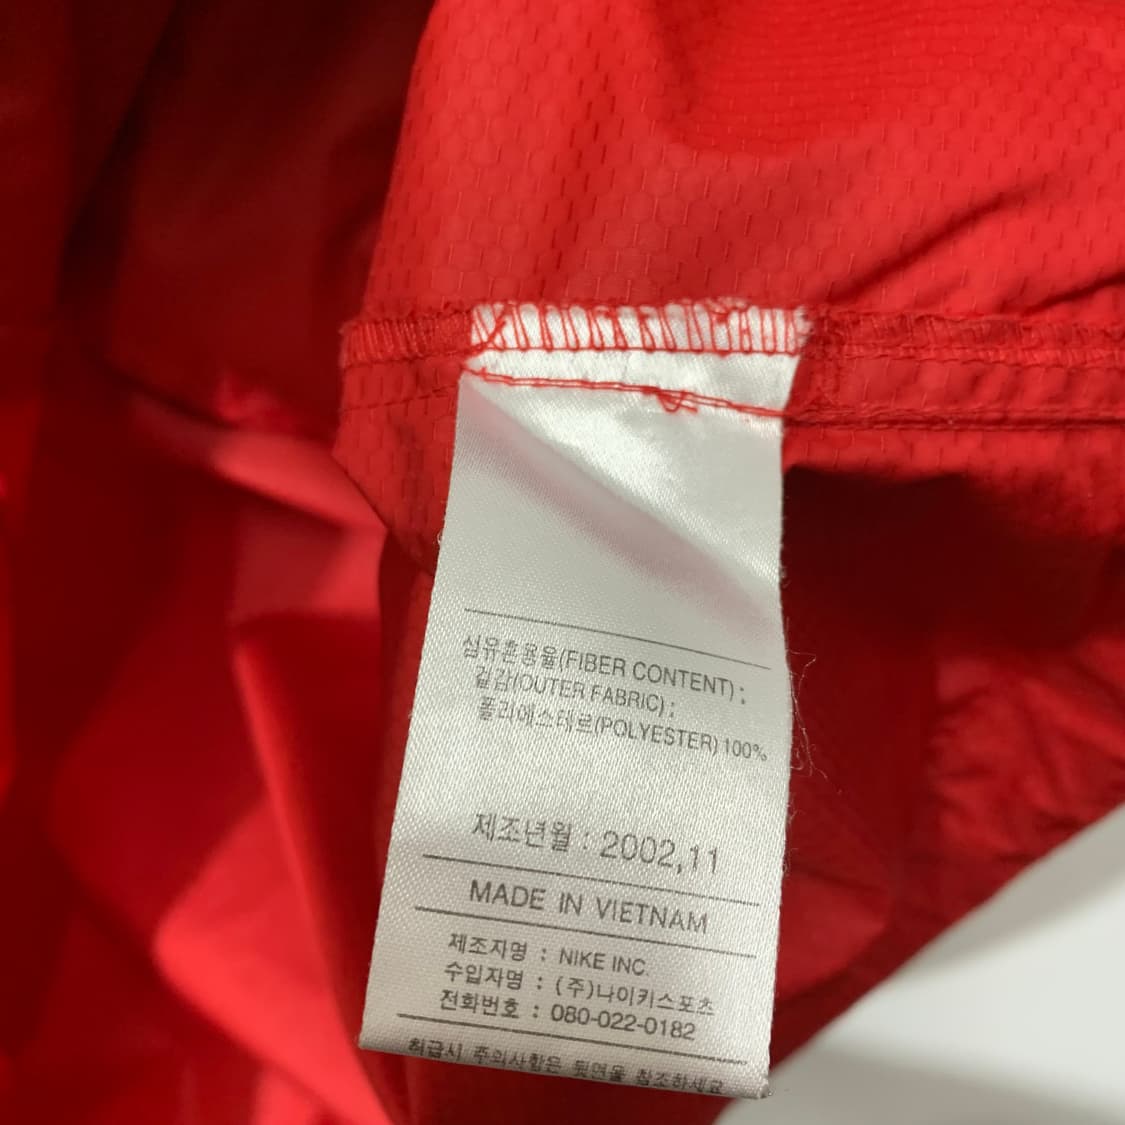 섬유혼용율(FIBER CONTENT) :
겉감(OUTER FABRIC) :
폴리에스테르(POLYESTER) 100%
제조년월 : 2002,11
MADE IN VIETNAM
제조자명 : NIKE INC.
수입자명 : (주)나이키스포츠
전화번호 : 080-022-0182
취급시 주의사항은 뒷면을 참조하세요